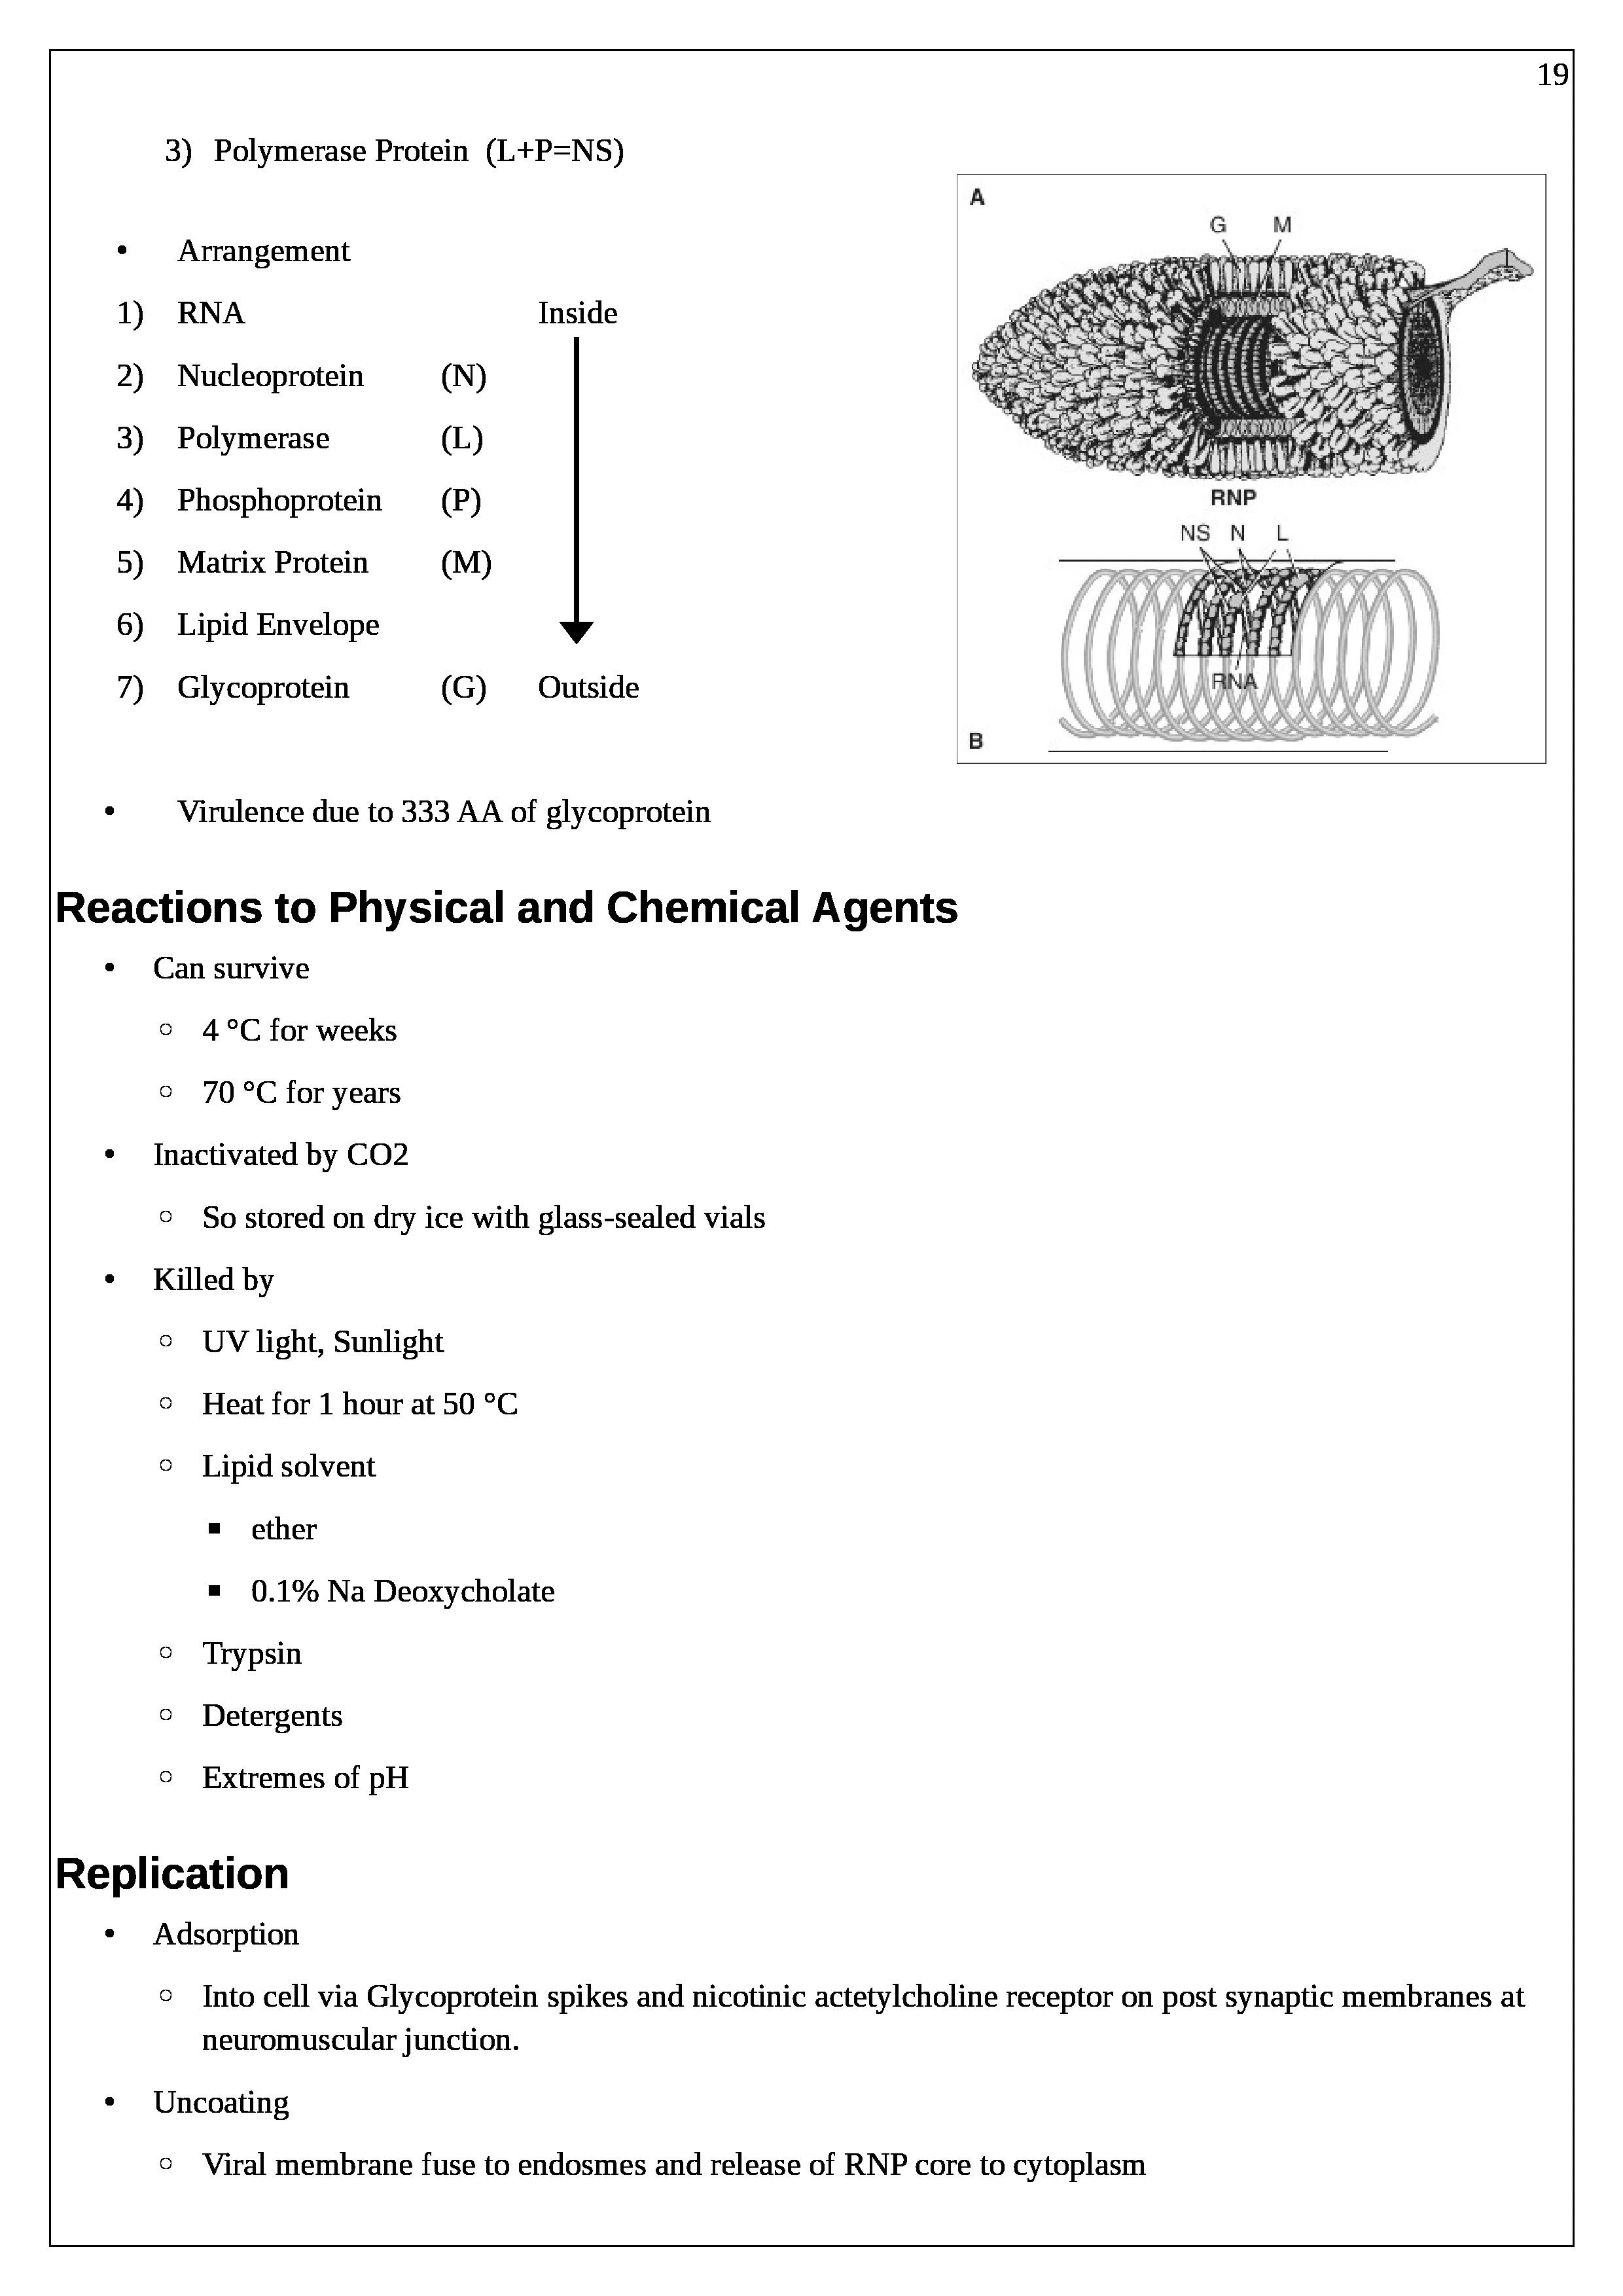 19
3) Polymerase Protein (L+P=NS)
• Arrangement
1) RNA Inside
2) Nucleoprotein (N)
3) Polymerase (L)
4) Phosphoprotein (P)
5) Matrix Protein (M)
6) Lipid Envelope
7) Glycoprotein (G) Outside
A
G M
RNP
NS N L
RNA
B
• Virulence due to 333 AA of glycoprotein
Reactions to Physical and Chemical Agents
• Can survive
○ 4 °C for weeks
○ 70 °C for years
• Inactivated by CO2
○ So stored on dry ice with glass-sealed vials
• Killed by
○ UV light, Sunlight
○ Heat for 1 hour at 50 °C
○ Lipid solvent
■ ether
■ 0.1% Na Deoxycholate
○ Trypsin
○ Detergents
○ Extremes of pH
Replication
• Adsorption
○ Into cell via Glycoprotein spikes and nicotinic actetylcholine receptor on post synaptic membranes at
neuromuscular junction.
• Uncoating
○ Viral membrane fuse to endosmes and release of RNP core to cytoplasm